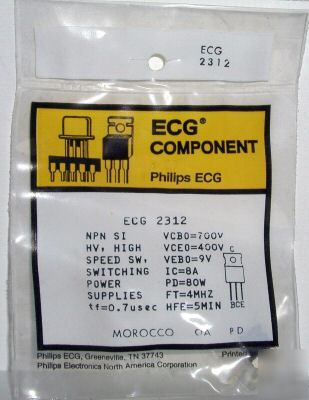 ECG
2312
ECG®
COMPONENT
Philips ECG
ECG 2312
NPN SI VCBO=700V
HV, HIGH VCEO=400V C
SPEED SW, VEBO=9V
SWITCHING IC=8A
POWER PD=80W
SUPPLIES FT=4MHZ
tf=0.7usec HFE=5MIN BCE
MOROCCO OA PD
Philips ECG, Greeneville, TN 37743 Printed
Philips Electronics North America Corporation